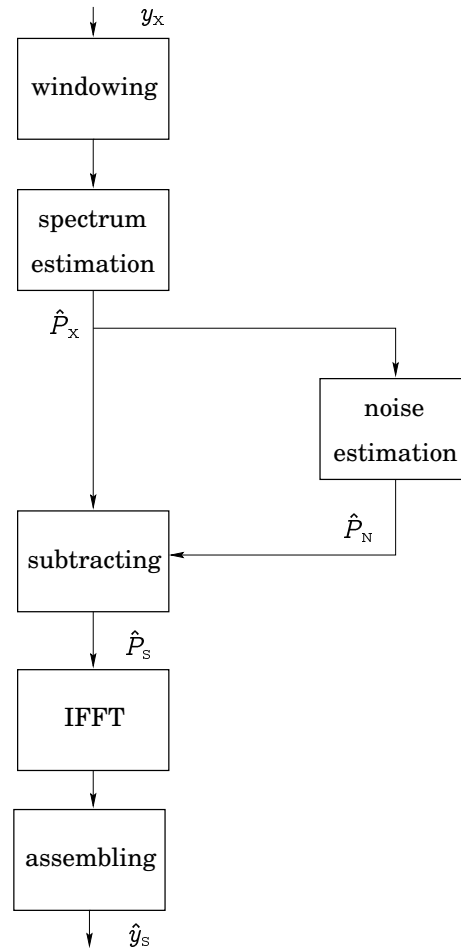 y_X
windowing
spectrum
estimation
P̂_X
noise
estimation
P̂_N
subtracting
P̂_S
IFFT
assembling
ŷ_S